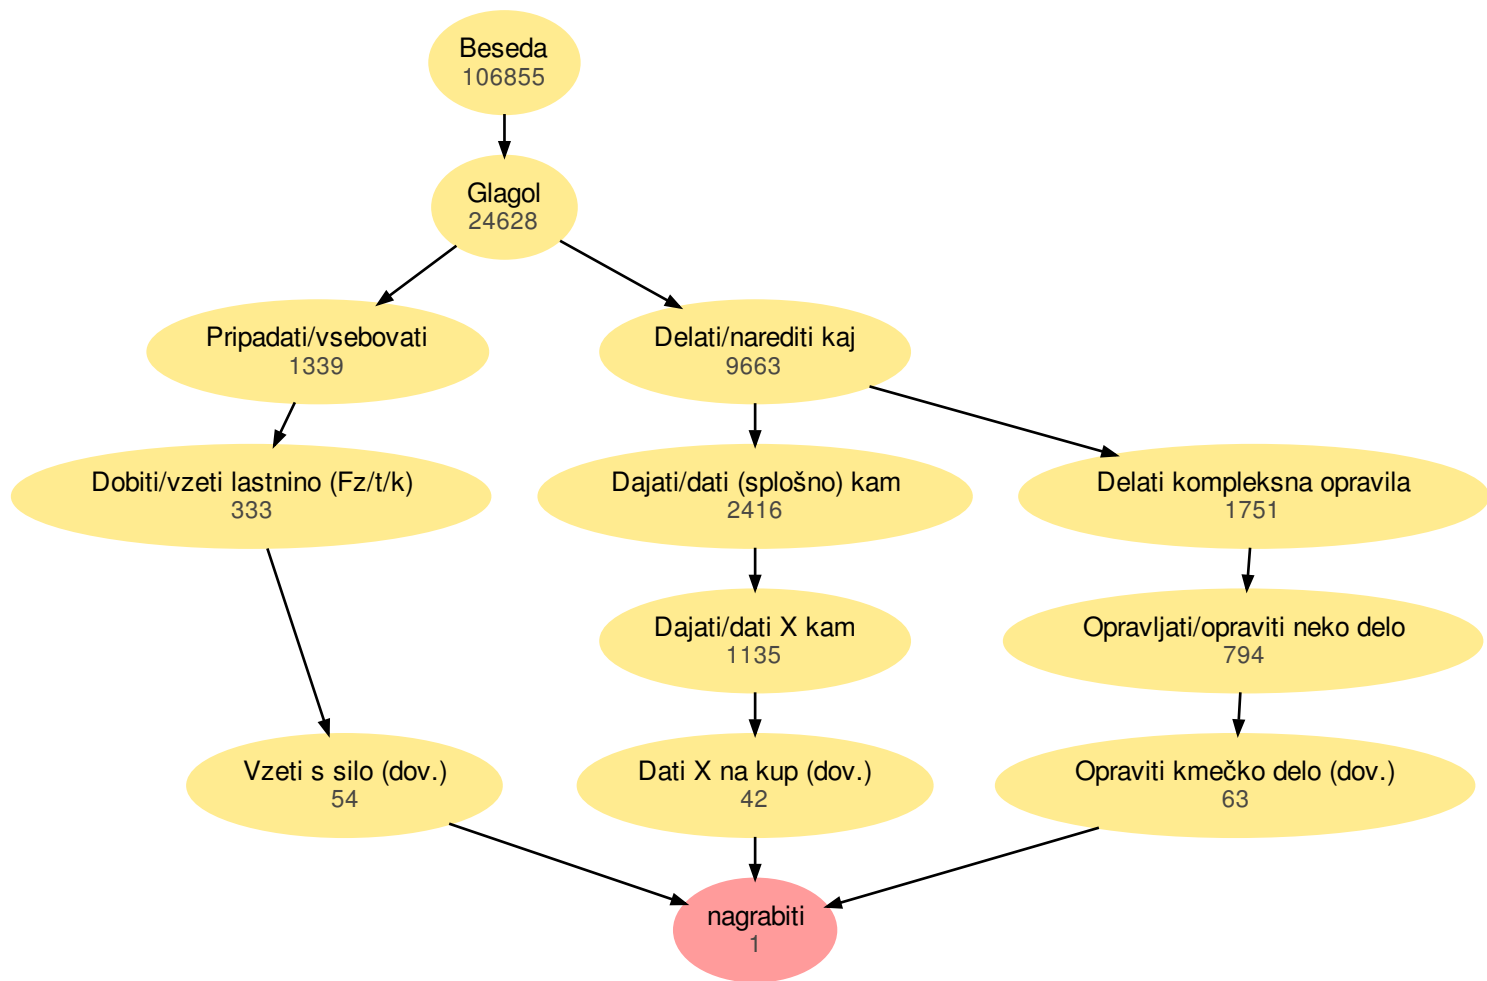 Beseda
106855
Glagol
24628
Pripadati/vsebovati
1339
Delati/narediti kaj
9663
Dobiti/vzeti lastnino (Fz/t/k)
333
Dajati/dati (splošno) kam
2416
Delati kompleksna opravila
1751
Dajati/dati X kam
1135
Opravljati/opraviti neko delo
794
Vzeti s silo (dov.)
54
Dati X na kup (dov.)
42
Opraviti kmečko delo (dov.)
63
nagrabiti
1